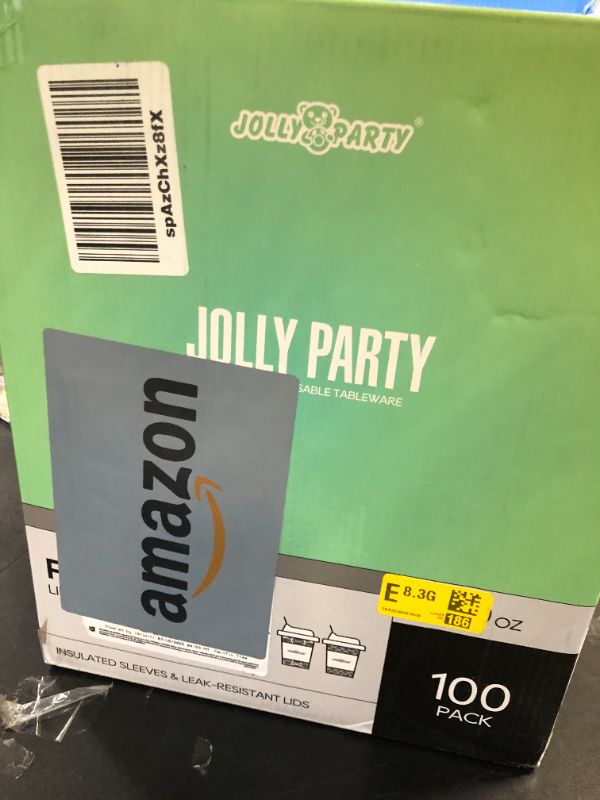 spAzChXz8fX
JOLLY PARTY®
JOLLY PARTY
SABLE TABLEWARE
amazon
E 8.3G
186
OZ
INSULATED SLEEVES & LEAK-RESISTANT LIDS
100
PACK